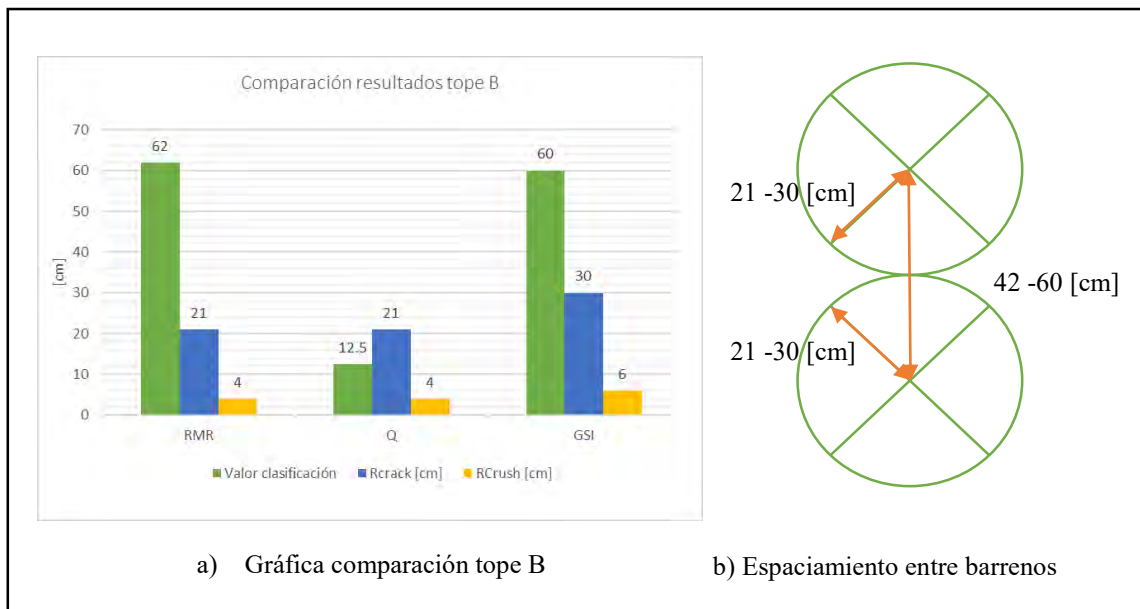 Comparación resultados tope B
70
60
50
40
30
20
10
0
[cm]
62
21
4
12.5
21
4
60
30
6
RMR
Q
GSI
Valor clasificación
Rcrack [cm]
RCrush [cm]
21 -30 [cm]
42 -60 [cm]
21 -30 [cm]
a) Gráfica comparación tope B
b) Espaciamiento entre barrenos